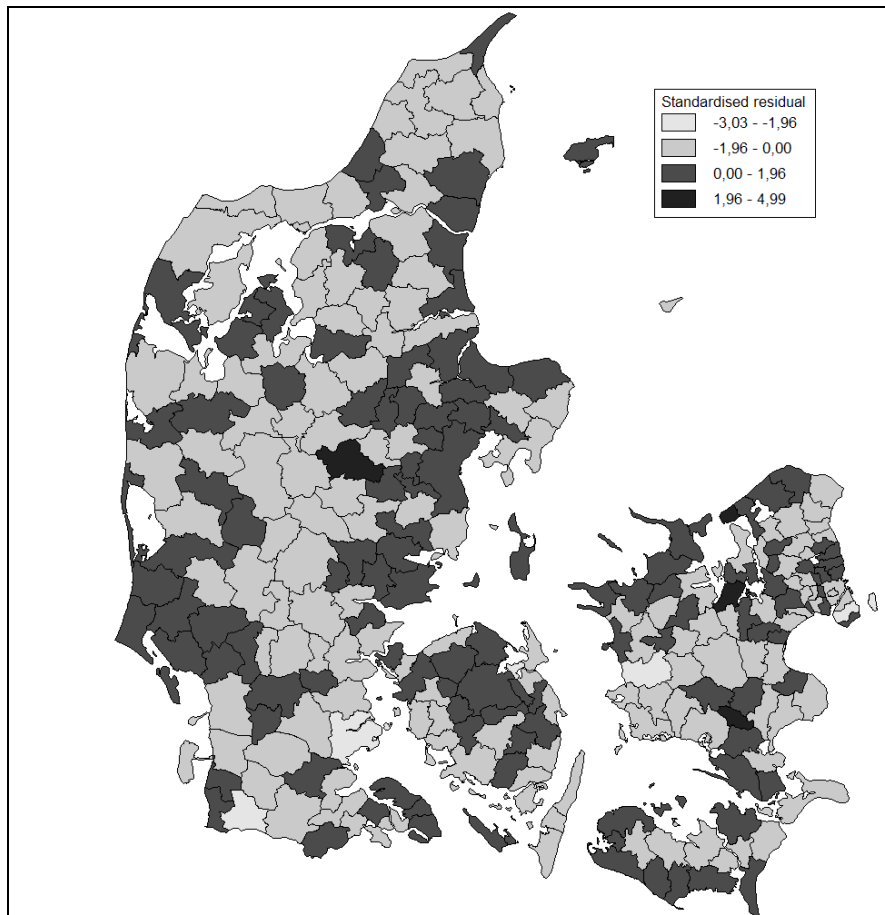 Standardised residual
-3,03 - -1,96
-1,96 - 0,00
0,00 - 1,96
1,96 - 4,99